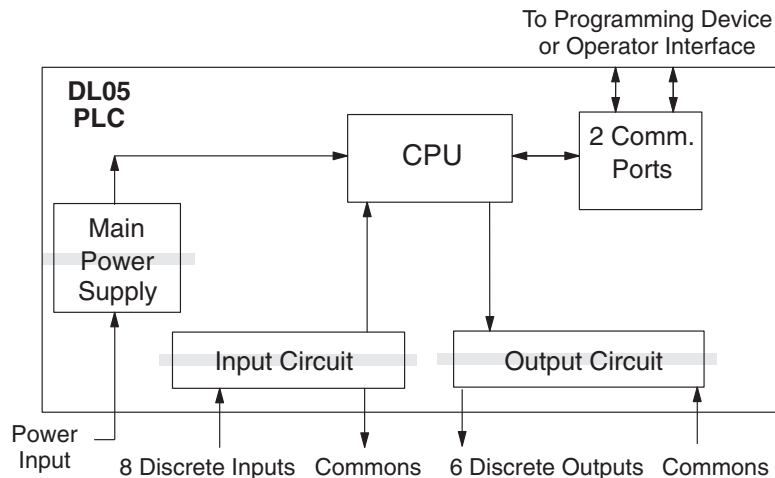 To Programming Device
or Operator Interface
DL05
PLC
CPU
2 Comm.
Ports
Main
Power
Supply
Input Circuit
Output Circuit
Power
Input
8 Discrete Inputs
Commons
6 Discrete Outputs
Commons